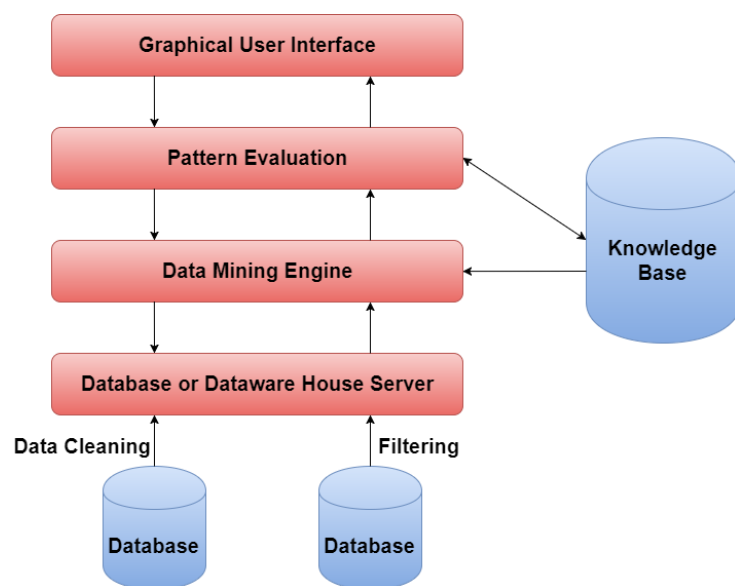 Graphical User Interface
Pattern Evaluation
Knowledge
Base
Data Mining Engine
Database or Dataware House Server
Data Cleaning
Filtering
Database
Database